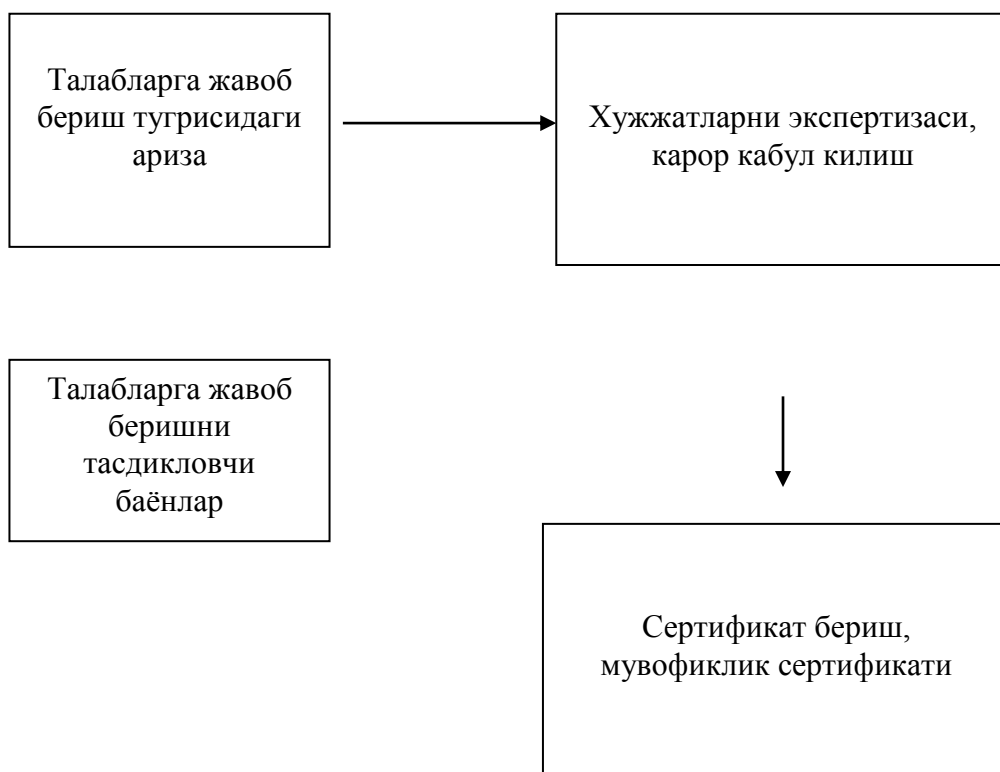 Талабларга жавоб
бериш тугрисидаги
ариза
Хужжатларни экспертизаси,
карор кабул килиш
Талабларга жавоб
беришни
тасдикловчи
баёнлар
Сертификат бериш,
мувофиклик сертификати